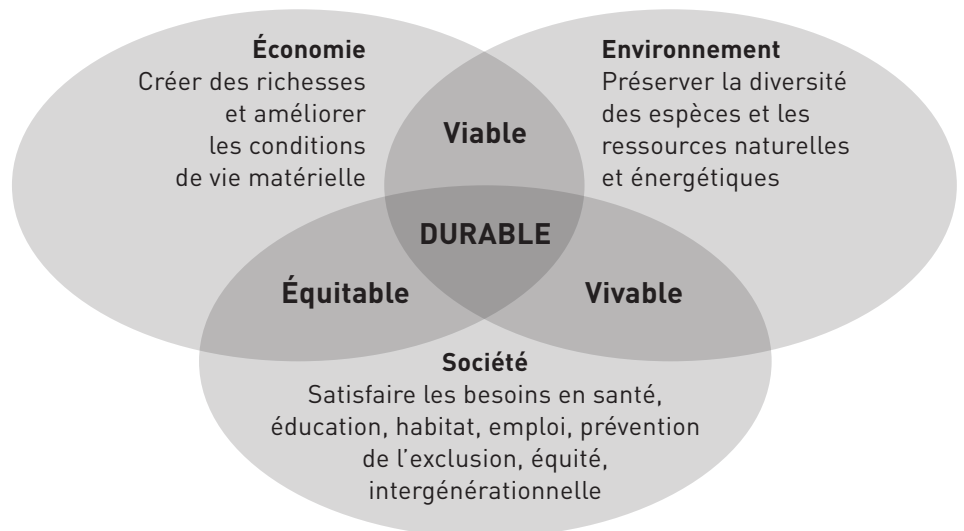 Économie
Créer des richesses
et améliorer
les conditions
de vie matérielle
Environnement
Préserver la diversité
des espèces et les
ressources naturelles
et énergétiques
Viable
DURABLE
Équitable
Vivable
Société
Satisfaire les besoins en santé,
éducation, habitat, emploi, prévention
de l'exclusion, équité,
intergénérationnelle